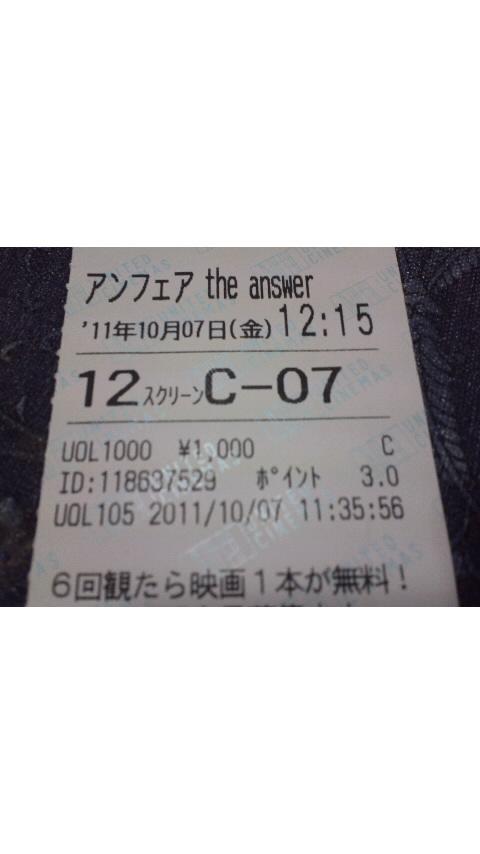 アンフェア the answer
'11年10月07日(金) 12:15
12スクリーンC-07
UOL1000 ¥1,000 C
ID:118637529 ポイント 3.0
UOL105 2011/10/07 11:35:56
6回観たら映画1本が無料!
UNITED CINEMAS